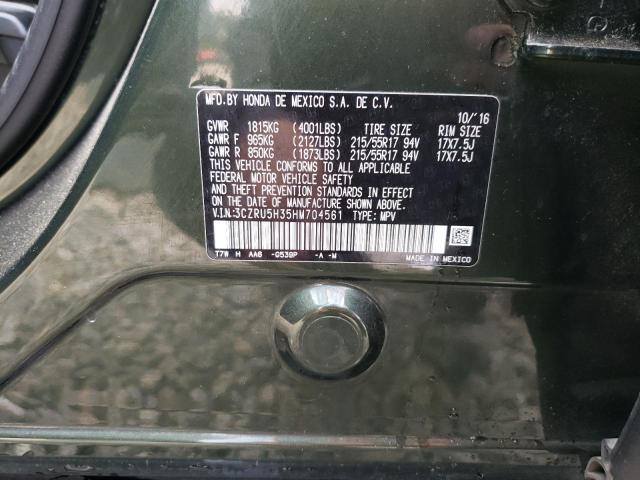 MFD.BY HONDA DE MEXICO S.A. DE C.V.
10/'16
GVWR 1815KG (4001LBS) TIRE SIZE RIM SIZE
GAWR F 965KG (2127LBS) 215/55R17 94V 17X7.5J
GAWR R 850KG (1873LBS) 215/55R17 94V 17X7.5J
THIS VEHICLE CONFORMS TO ALL APPLICABLE
FEDERAL MOTOR VEHICLE SAFETY
AND THEFT PREVENTION STANDARDS IN EFFECT
ON THE DATE OF MANUFACTURE SHOWN ABOVE.
V.I.N:3CZRU5H35HM704561 TYPE: MPV
T7W H AA6 -G539P -A -M MADE IN MEXICO